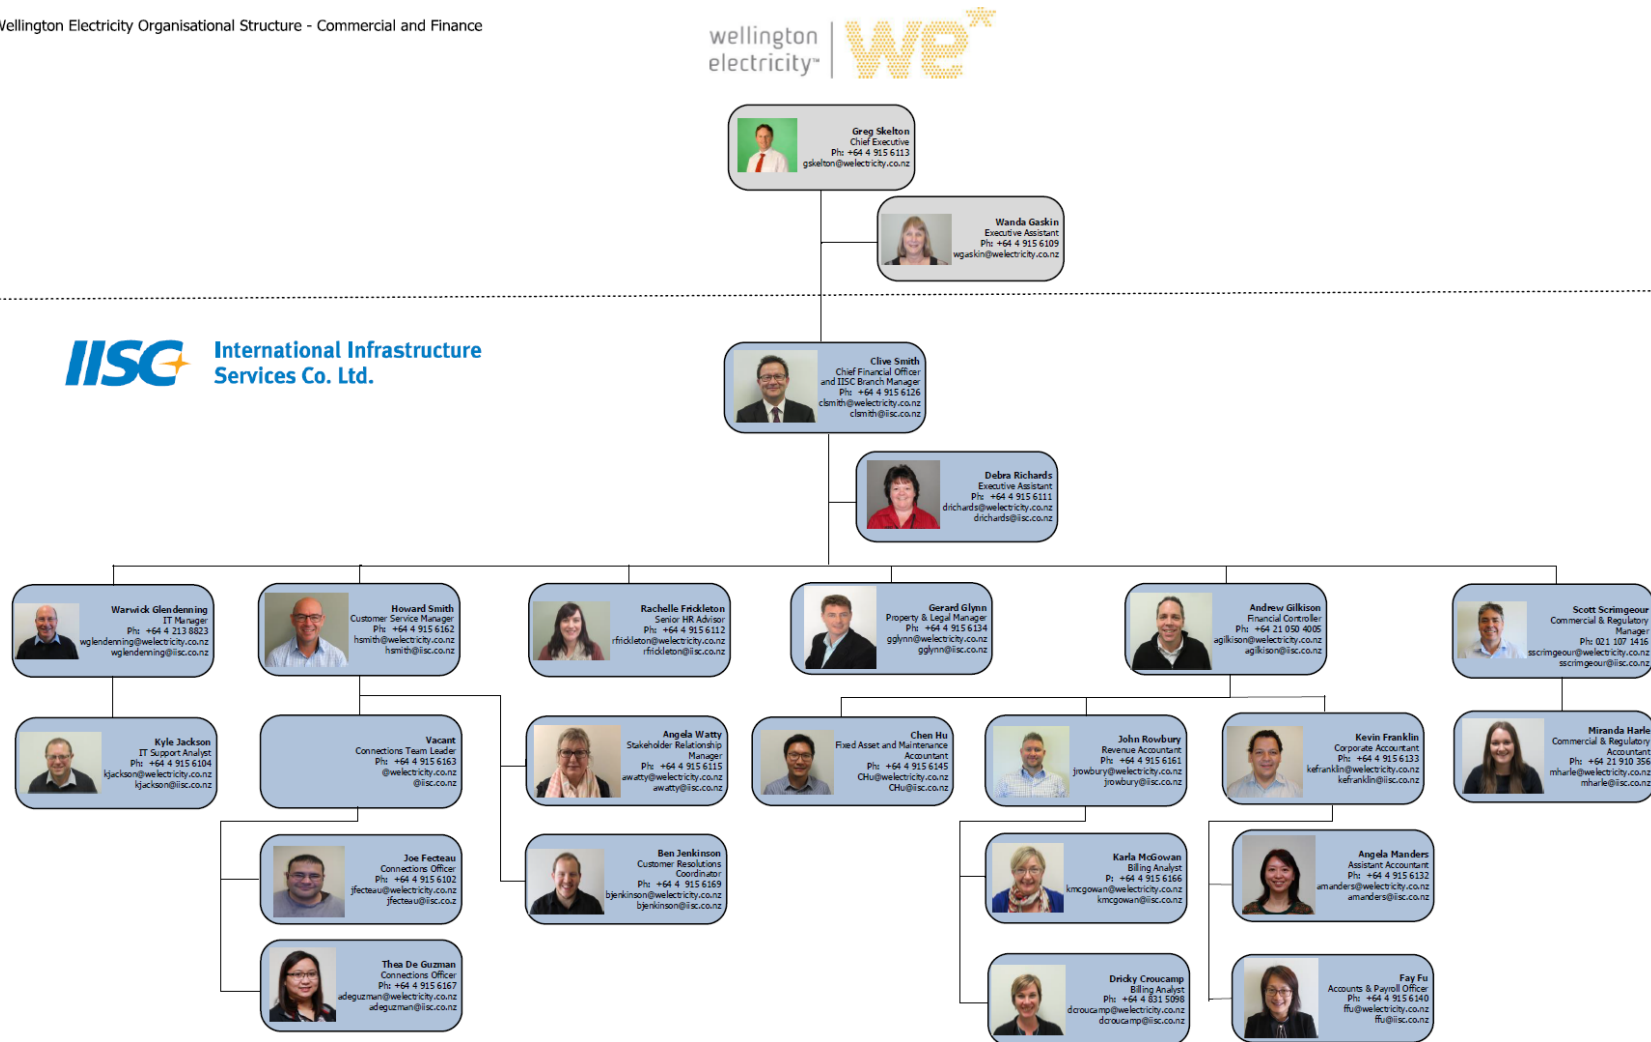 Wellington Electricity Organisational Structure - Commercial and Finance
wellington
electricity™
we*
Greg Skelton
Chief Executive
Ph: +64 4 915 6113
gskelton@welectricity.co.nz
Wanda Gaskin
Executive Assistant
Ph: +64 4 915 6109
wgaskin@welectricity.co.nz
IISC
International Infrastructure
Services Co. Ltd.
Clive Smith
Chief Financial Officer
and IISC Branch Manager
Ph: +64 4 915 6126
clsmith@welectricity.co.nz
clsmith@iisc.co.nz
Debra Richards
Executive Assistant
Ph: +64 4 915 6111
drichards@welectricity.co.nz
drichards@iisc.co.nz
Warwick Glendenning
IT Manager
Ph: +64 4 213 8823
wglendenning@welectricity.co.nz
wglendenning@iisc.co.nz
Howard Smith
Customer Service Manager
Ph: +64 4 915 6162
hsmith@welectricity.co.nz
hsmith@iisc.co.nz
Rachelle Frickleton
Senior HR Advisor
Ph: +64 4 915 6112
rfrickleton@welectricity.co.nz
rfrickleton@iisc.co.nz
Gerard Glynn
Property & Legal Manager
Ph: +64 4 915 6134
gglynn@welectricity.co.nz
gglynn@iisc.co.nz
Andrew Gilkison
Financial Controller
Ph: +64 21 050 4005
agilkison@welectricity.co.nz
agilkison@iisc.co.nz
Scott Scrimgeour
Commercial & Regulatory
Manager
Ph: 021 107 1416
sscrimgeour@welectricity.co.nz
sscrimgeour@iisc.co.nz
Kyle Jackson
IT Support Analyst
Ph: +64 4 915 6104
kjackson@welectricity.co.nz
kjackson@iisc.co.nz
Vacant
Connections Team Leader
Ph: +64 4 915 6163
@welectricity.co.nz
@iisc.co.nz
Angela Watty
Stakeholder Relationship
Manager
Ph: +64 4 915 6115
awatty@welectricity.co.nz
awatty@iisc.co.nz
Chen Hu
Fixed Asset and Maintenance
Accountant
Ph: +64 4 915 6145
CHu@welectricity.co.nz
CHu@iisc.co.nz
John Rowbury
Revenue Accountant
Ph: +64 4 915 6161
jrowbury@welectricity.co.nz
jrowbury@iisc.co.nz
Kevin Franklin
Corporate Accountant
Ph: +64 4 915 6133
kefranklin@welectricity.co.nz
kefranklin@iisc.co.nz
Miranda Harle
Commercial & Regulatory
Accountant
Ph: +64 21 910 356
mharle@welectricity.co.nz
mharle@iisc.co.nz
Joe Fecteau
Connections Officer
Ph: +64 4 915 6102
jfecteau@welectricity.co.nz
jfecteau@iisc.co.z
Ben Jenkinson
Customer Resolutions
Coordinator
Ph: +64 4 915 6169
bjenkinson@welectricity.co.nz
bjenkinson@iisc.co.nz
Karla McGowan
Billing Analyst
P: +64 4 915 6166
kmcgowan@welectricity.co.nz
kmcgowan@iisc.co.nz
Angela Manders
Assistant Accountant
Ph: +64 4 915 6132
amanders@welectricity.co.nz
amanders@iisc.co.nz
Thea De Guzman
Connections Officer
Ph: +64 4 915 6167
adeguzman@welectricity.co.nz
adeguzman@iisc.co.nz
Dricky Croucamp
Billing Analyst
Ph: +64 4 831 5098
dcroucamp@welectricity.co.nz
dcroucamp@iisc.co.nz
Fay Fu
Accounts & Payroll Officer
Ph: +64 4 915 6140
ffu@welectricity.co.nz
ffu@iisc.co.nz